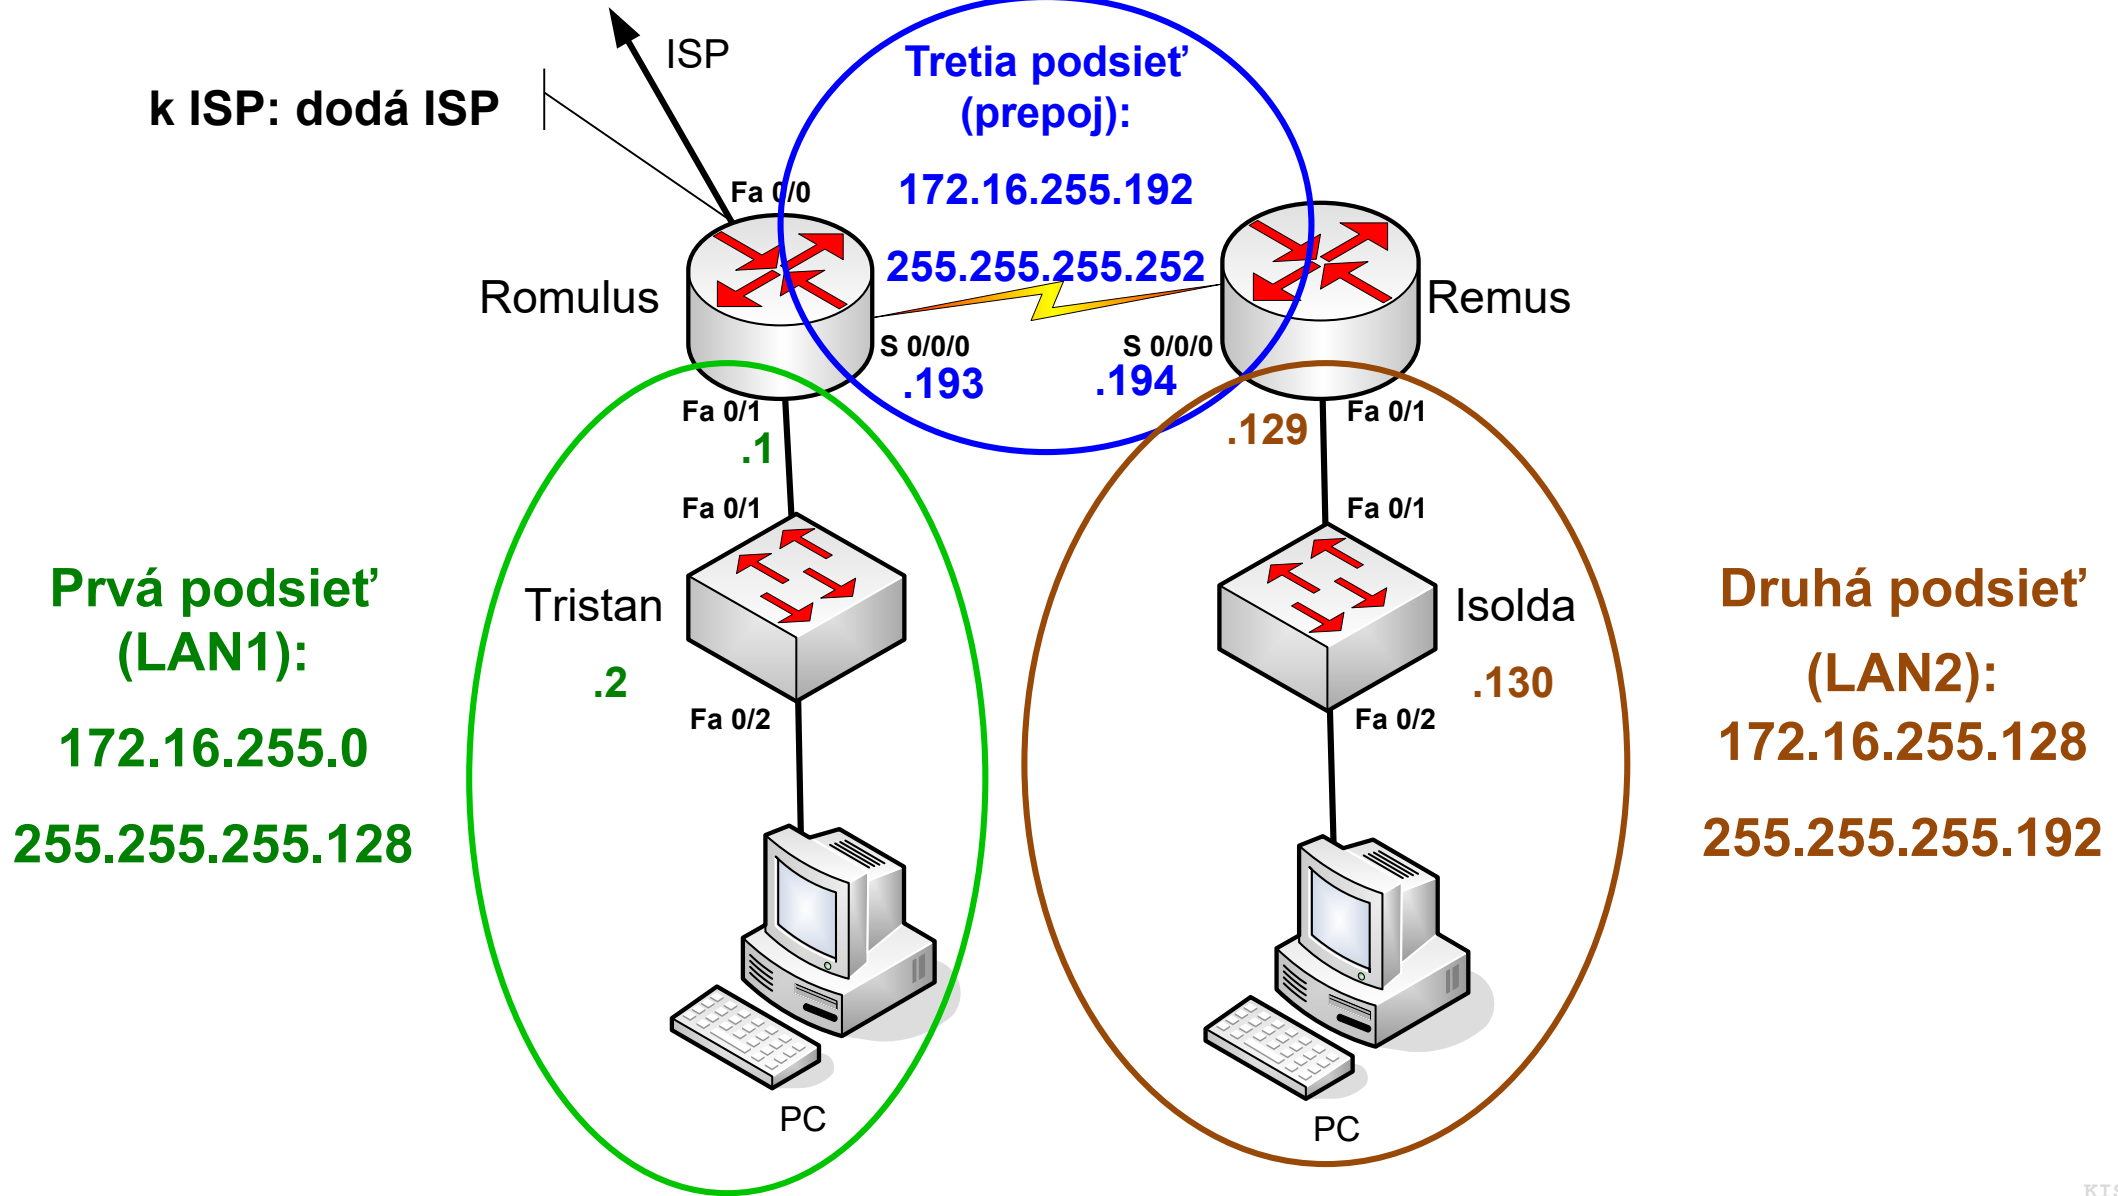 ISP
k ISP: dodá ISP
Tretia podsieť
(prepoj):
172.16.255.192
255.255.255.252
Fa 0/0
Romulus
Remus
S 0/0/0
S 0/0/0
.193
.194
Fa 0/1
.1
.129
Fa 0/1
Fa 0/1
Fa 0/1
Prvá podsieť
(LAN1):
172.16.255.0
255.255.255.128
Tristan
.2
Fa 0/2
Isolda
.130
Fa 0/2
Druhá podsieť
(LAN2):
172.16.255.128
255.255.255.192
PC
PC